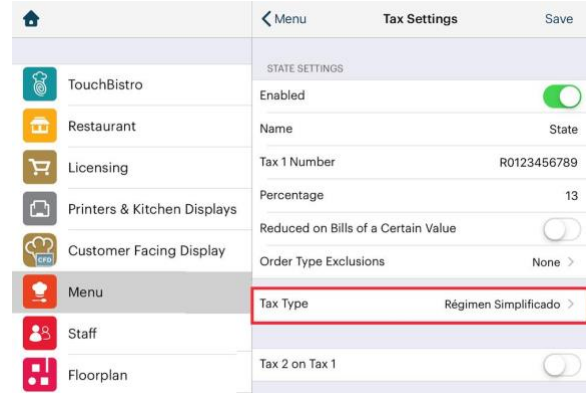 Menu
Tax Settings
Save
TouchBistro
Restaurant
Licensing
Printers & Kitchen Displays
CFD
Customer Facing Display
Menu
Staff
Floorplan
STATE SETTINGS
Enabled
Name State
Tax 1 Number R0123456789
Percentage 13
Reduced on Bills of a Certain Value
Order Type Exclusions None
Tax Type Régimen Simplificado
Tax 2 on Tax 1